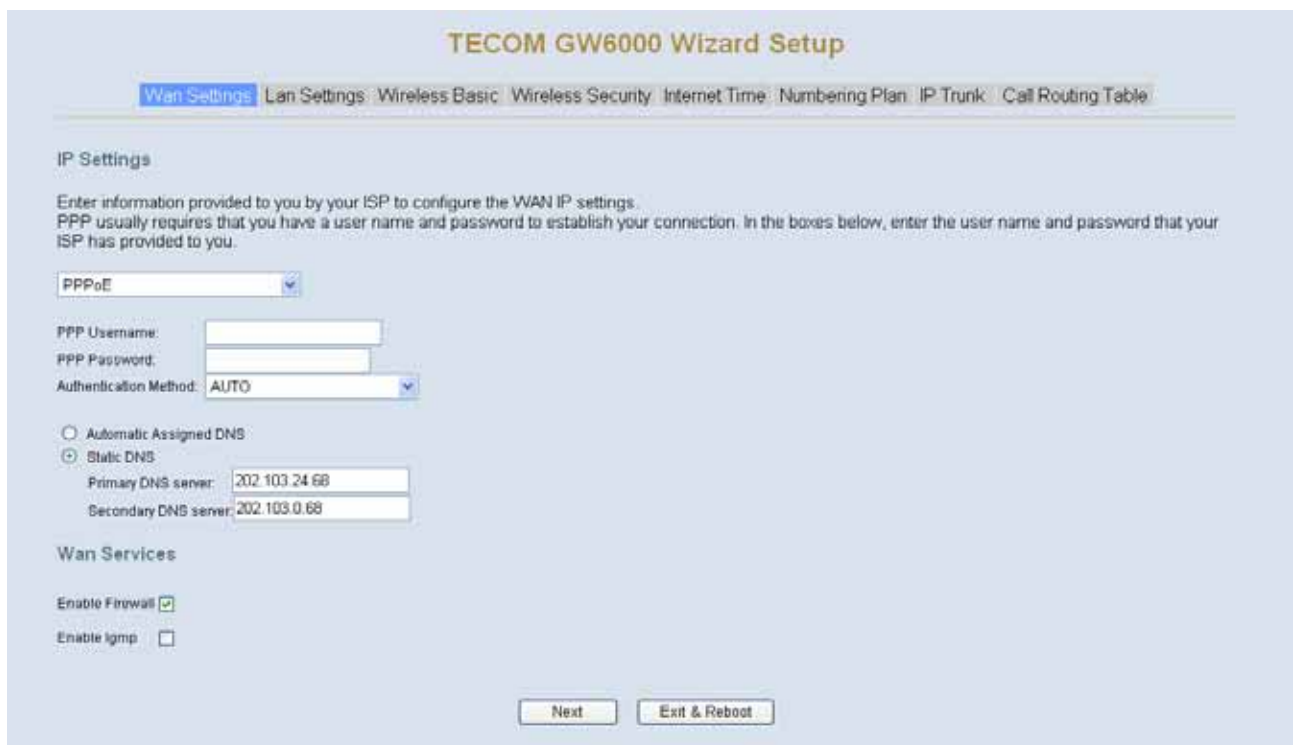 TECOM GW6000 Wizard Setup
Wan Settings Lan Settings Wireless Basic Wireless Security Internet Time Numbering Plan IP Trunk Call Routing Table
IP Settings
Enter information provided to you by your ISP to configure the WAN IP settings.
PPP usually requires that you have a user name and password to establish your connection. In the boxes below, enter the user name and password that your
ISP has provided to you.
PPPoE
PPP Username:
PPP Password:
Authentication Method: AUTO
Automatic Assigned DNS
Static DNS
Primary DNS server: 202.103.24.68
Secondary DNS server: 202.103.0.68
Wan Services
Enable Firewall
Enable Igmp
Next Exit & Reboot